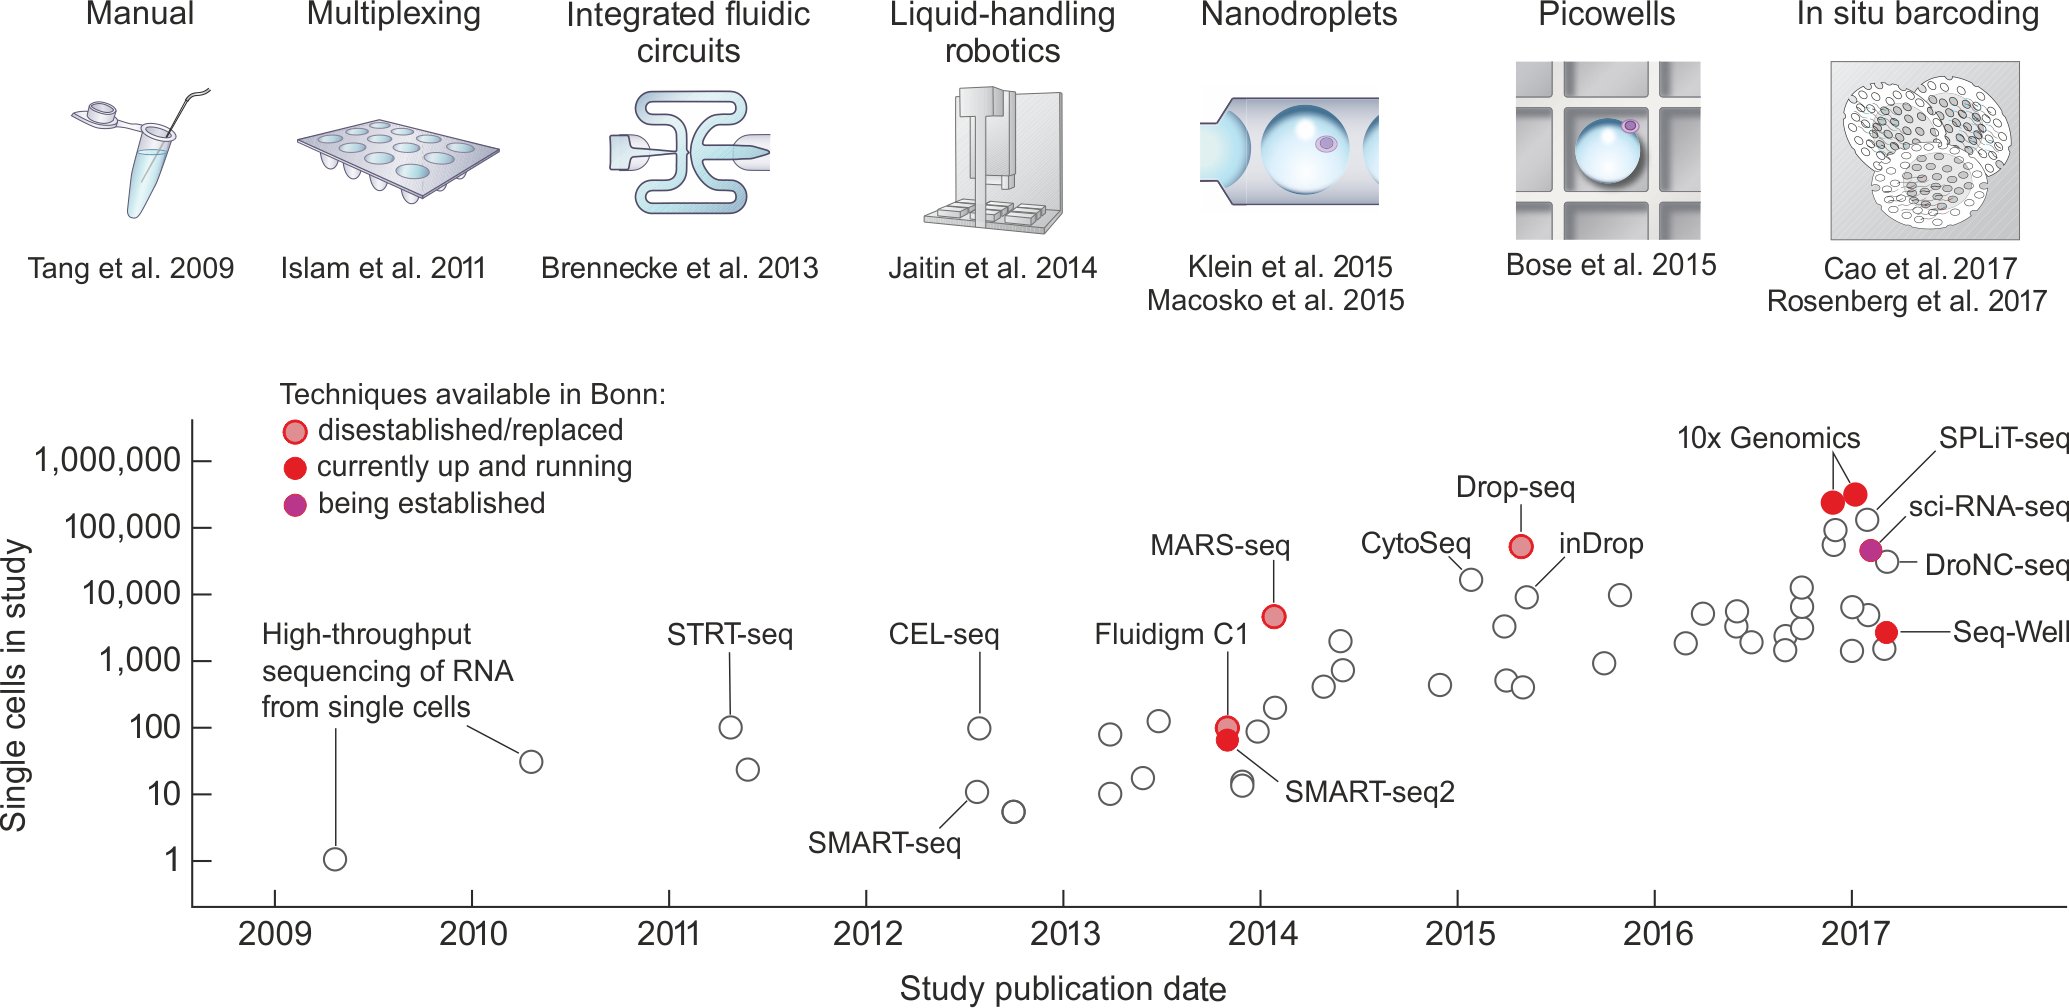 Manual
Multiplexing
Integrated fluidic
circuits
Liquid-handling
robotics
Nanodroplets
Picowells
In situ barcoding
Tang et al. 2009
Islam et al. 2011
Brennecke et al. 2013
Jaitin et al. 2014
Klein et al. 2015
Macosko et al. 2015
Bose et al. 2015
Cao et al. 2017
Rosenberg et al. 2017
Techniques available in Bonn:
disestablished/replaced
currently up and running
being established
Single cells in study
1,000,000
100,000
10,000
1,000
100
10
1
High-throughput
sequencing of RNA
from single cells
STRT-seq
CEL-seq
SMART-seq
Fluidigm C1
MARS-seq
SMART-seq2
CytoSeq
Drop-seq
inDrop
10x Genomics
SPLiT-seq
sci-RNA-seq
DroNC-seq
Seq-Well
2009
2010
2011
2012
2013
2014
2015
2016
2017
Study publication date